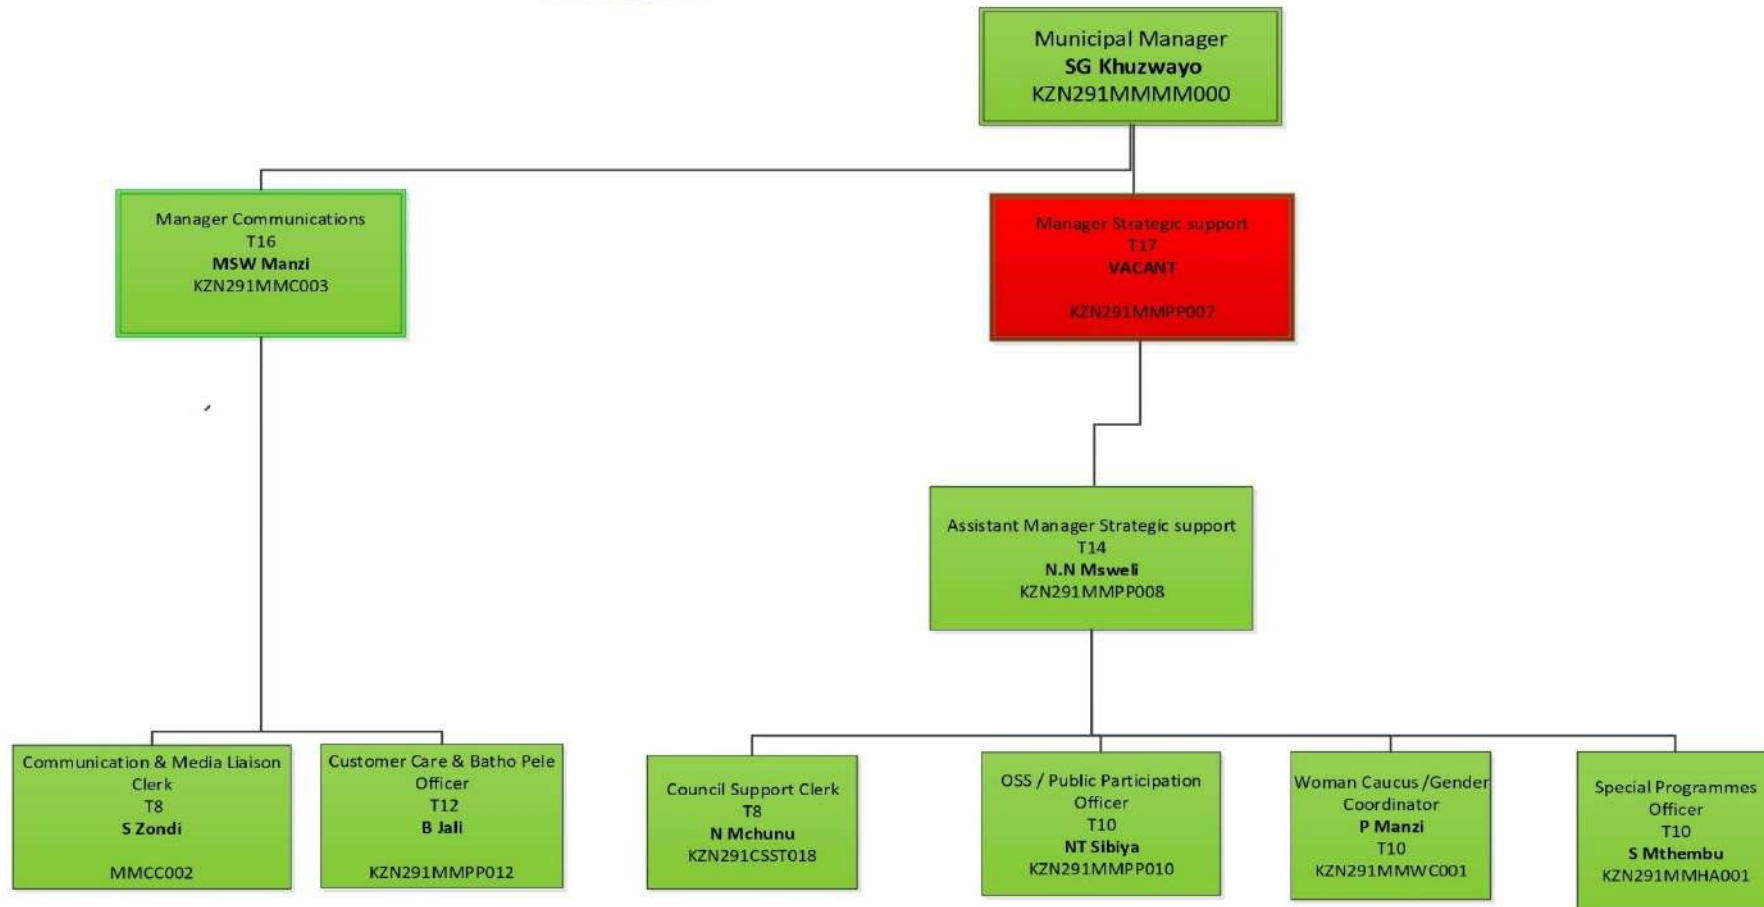 Municipal Manager
SG Khuzwayo
KZN291MMMM000
Manager Communications
T16
MSW Manzi
KZN291MMC003
Manager Strategic support
T17
VACANT
KZN291MMPP007
Assistant Manager Strategic support
T14
N.N Msweli
KZN291MMPP008
Communication & Media Liaison
Clerk
T8
S Zondi
MMCC002
Customer Care & Batho Pele
Officer
T12
B Jali
KZN291MMPP012
Council Support Clerk
T8
N Mchunu
KZN291CSST018
OSS / Public Participation
Officer
T10
NT Sibiya
KZN291MMPP010
Woman Caucus /Gender
Coordinator
P Manzi
T10
KZN291MMWC001
Special Programmes
Officer
T10
S Mthembu
KZN291MMHA001